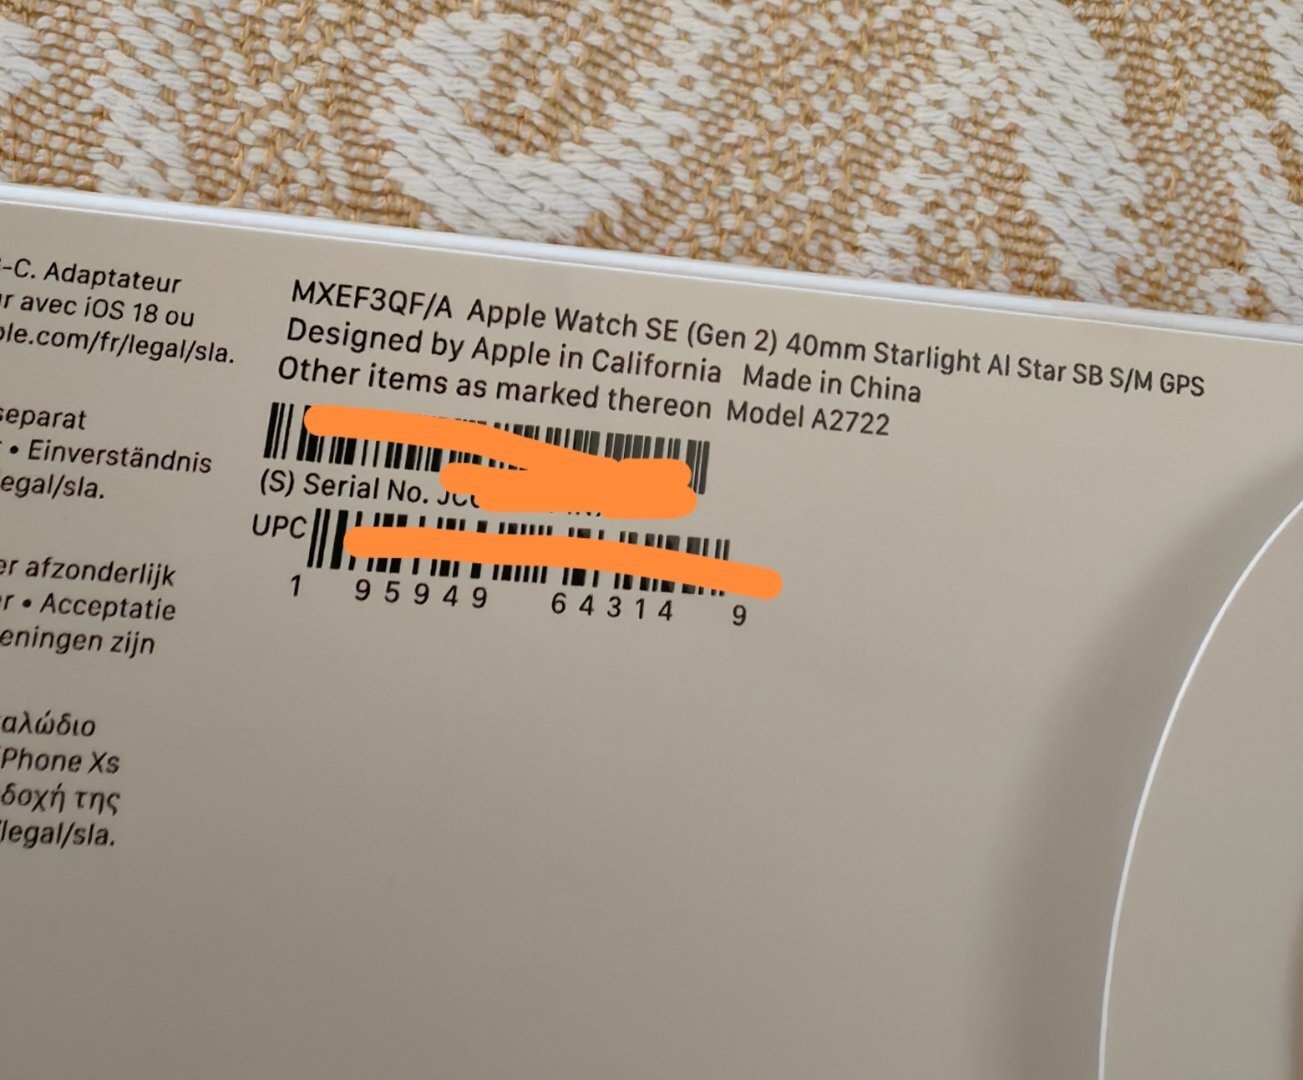 -C. Adaptateur
r avec iOS 18 ou
ple.com/fr/legal/sla.
separat
• Einverständnis
egal/sla.
er afzonderlijk
r • Acceptatie
eningen zijn
αλώδιο
iPhone Xs
δοχή της
/legal/sla.
MXEF3QF/A Apple Watch SE (Gen 2) 40mm Starlight Al Star SB S/M GPS
Designed by Apple in California Made in China
Other items as marked thereon Model A2722
(S) Serial No.
UPC
1 95949 64314 9